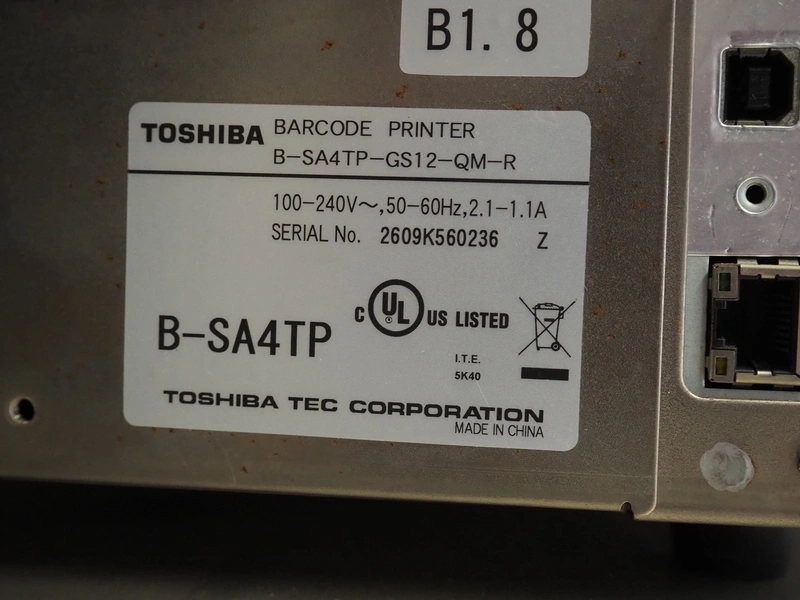 B1. 8
TOSHIBA BARCODE PRINTER
B-SA4TP-GS12-QM-R
100-240V～,50-60Hz,2.1-1.1A
SERIAL No. 2609K560236 Z
C UL US LISTED
B-SA4TP
I.T.E.
5K40
TOSHIBA TEC CORPORATION
MADE IN CHINA